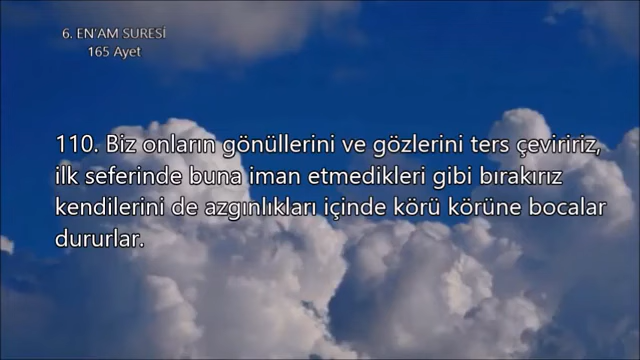 6. EN'AM SURESİ
165 Ayet
110. Biz onların gönüllerini ve gözlerini ters çeviririz,
ilk seferinde buna iman etmedikleri gibi bırakırız
kendilerini de azgınlıkları içinde körü körüne bocalar
dururlar.